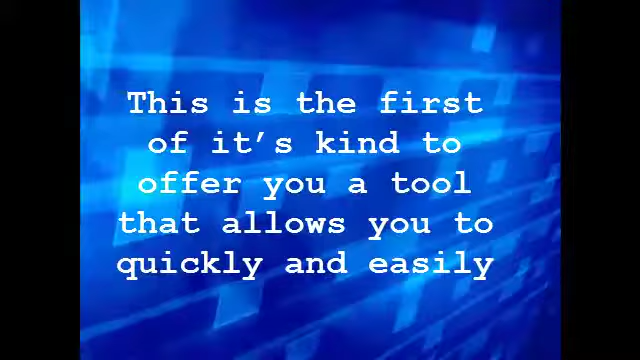 This is the first
of it’s kind to
offer you a tool
that allows you to
quickly and easily